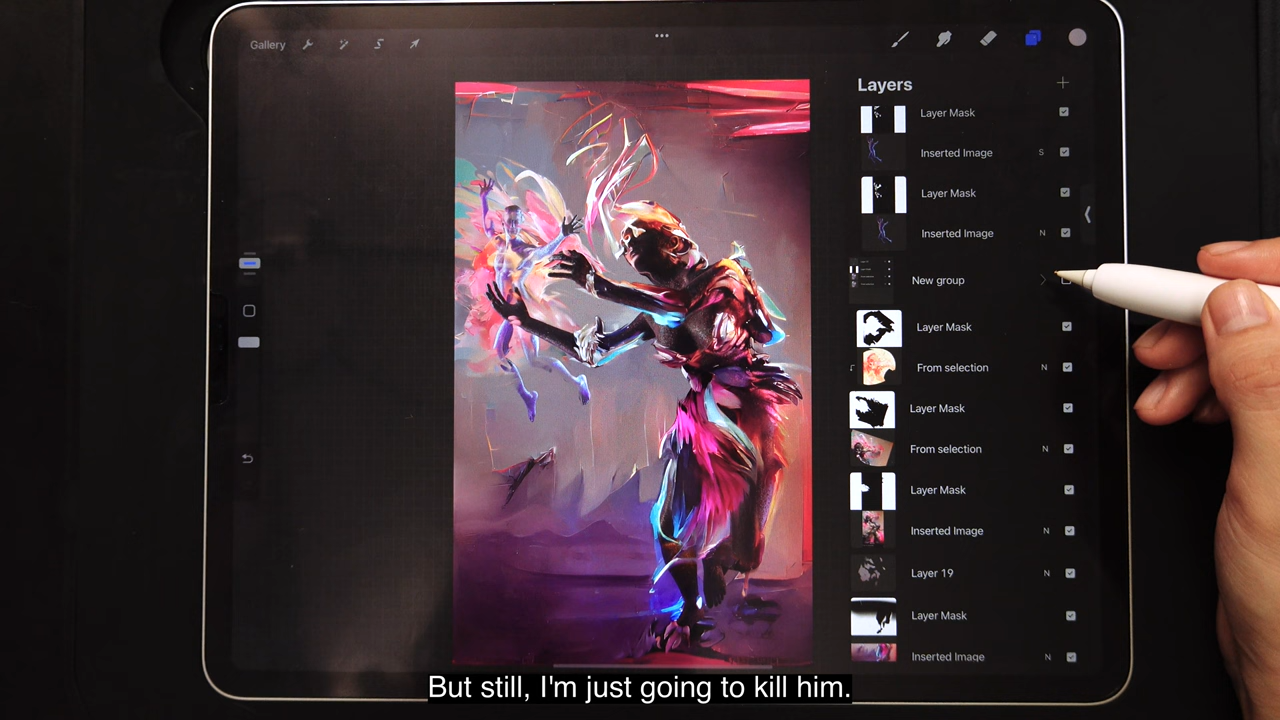 Gallery
Layers
Layer Mask
Inserted Image S
Layer Mask
Inserted Image N
New group
Layer Mask
From selection N
Layer Mask
From selection N
Layer Mask
Inserted Image N
Layer 19 N
Layer Mask
Inserted Image N
But still, I'm just going to kill him.